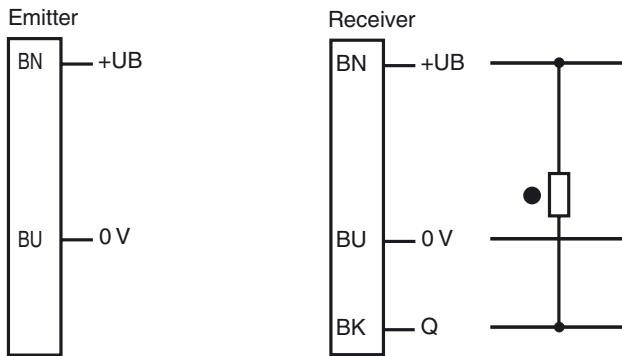 Emitter
BN +UB
BU 0 V
Receiver
BN +UB
BU 0 V
BK Q